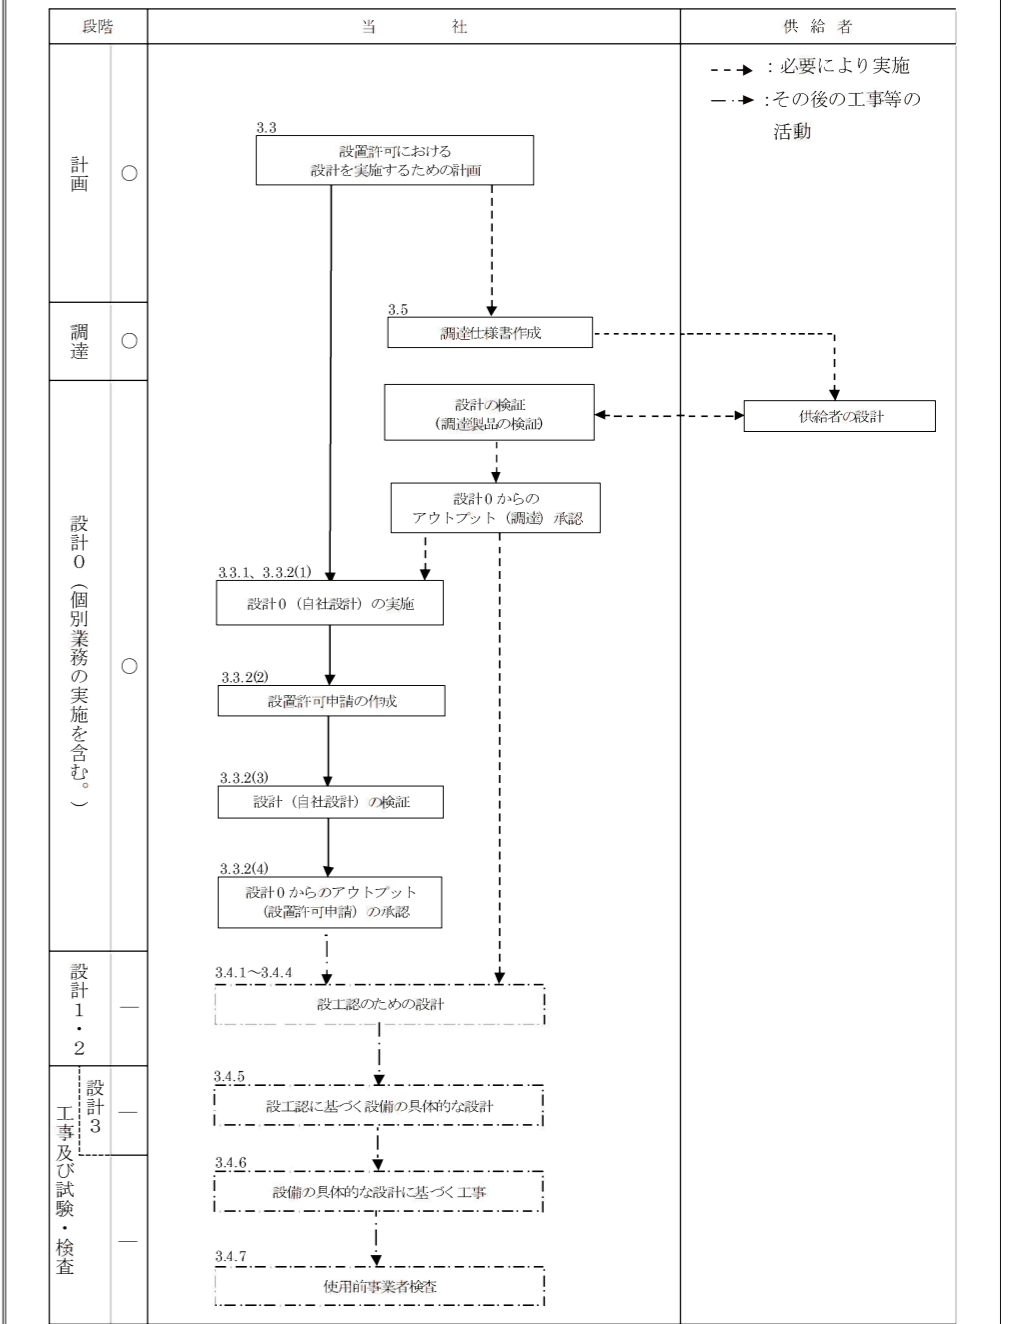 段階
当　社
供 給 者
：必要により実施
：その後の工事等の
活動
計画
○
3.3
設置許可における
設計を実施するための計画
調達
○
3.5
調達仕様書作成
設計の検証
（調達製品の検証）
供給者の設計
設計0からの
アウトプット（調達）承認
設計0（個別業務の実施を含む。）
○
3.3.1、3.3.2(1)
設計0（自社設計）の実施
3.3.2(2)
設置許可申請の作成
3.3.2(3)
設計（自社設計）の検証
3.3.2(4)
設計0からのアウトプット
（設置許可申請）の承認
設計1・2
―
3.4.1～3.4.4
設工認のための設計
工事及び試験・検査
設計3
―
3.4.5
設工認に基づく設備の具体的な設計
3.4.6
設備の具体的な設計に基づく工事
―
3.4.7
使用前事業者検査